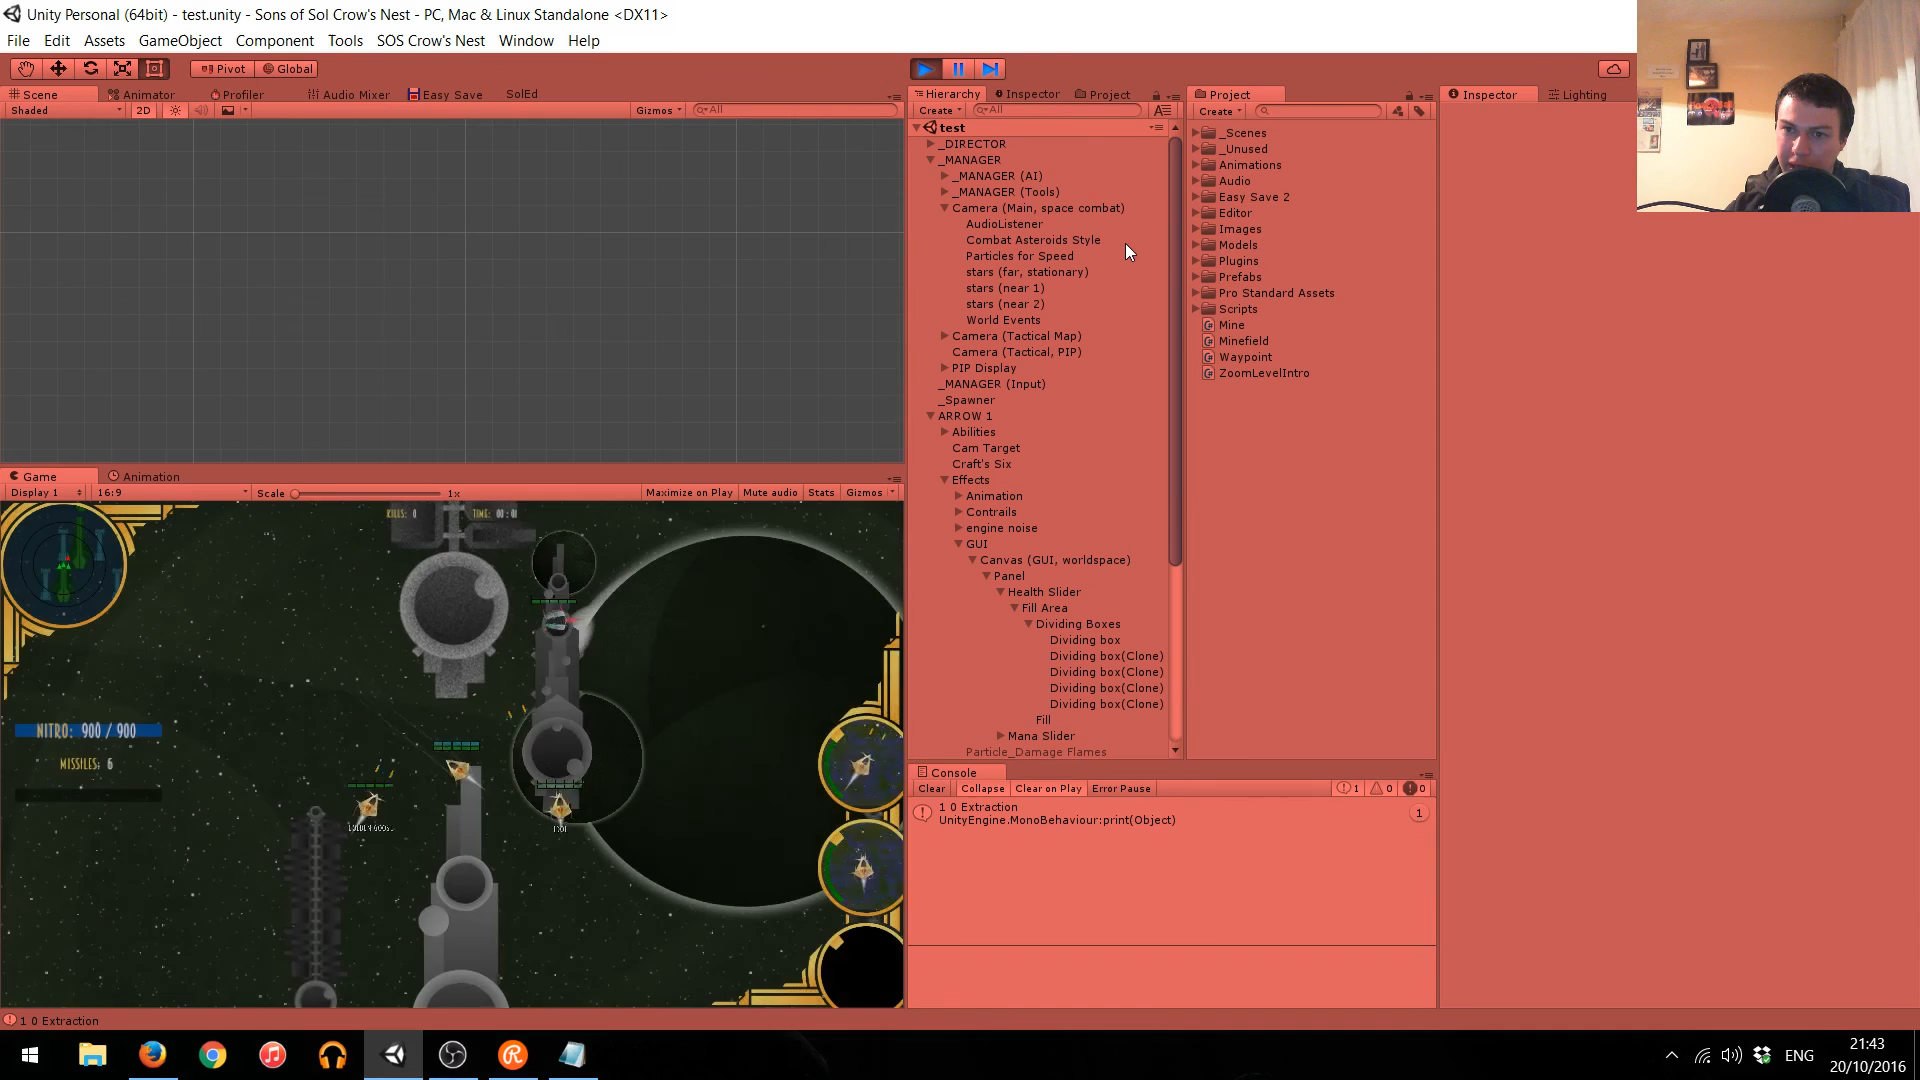 Unity Personal (64bit) - test.unity - Sons of Sol Crow's Nest - PC, Mac & Linux Standalone <DX11>
File Edit Assets GameObject Component Tools SOS Crow's Nest Window Help
Pivot Global
Scene Animator Profiler Audio Mixer Easy Save SolEd
Shaded 2D Gizmos All
Hierarchy Inspector Project
Create All
test
_DIRECTOR
_MANAGER
_MANAGER (AI)
_MANAGER (Tools)
Camera (Main, space combat)
AudioListener
Combat Asteroids Style
Particles for Speed
stars (far, stationary)
stars (near 1)
stars (near 2)
World Events
Camera (Tactical Map)
Camera (Tactical, PIP)
PIP Display
_MANAGER (Input)
_Spawner
ARROW 1
Abilities
Cam Target
Craft's Six
Effects
Animation
Contrails
engine noise
GUI
Canvas (GUI, worldspace)
Panel
Health Slider
Fill Area
Dividing Boxes
Dividing box
Dividing box(Clone)
Dividing box(Clone)
Dividing box(Clone)
Dividing box(Clone)
Fill
Mana Slider
Particle_Damage Flames
Project
Create
_Scenes
_Unused
Animations
Audio
Easy Save 2
Editor
Images
Models
Plugins
Prefabs
Pro Standard Assets
Scripts
Mine
Minefield
Waypoint
ZoomLevelIntro
Inspector Lighting
Game Animation
Display 1 16:9 Scale 1x Maximize on Play Mute audio Stats Gizmos
KILLS: 0 TIME: 00:01
NITRO: 900 / 900
MISSILES: 6
GOLDEN GOOSE
Console
Clear Collapse Clear on Play Error Pause 1 0 0
1 0 Extraction
UnityEngine.MonoBehaviour:print(Object)
1
1 0 Extraction
ENG
21:43
20/10/2016